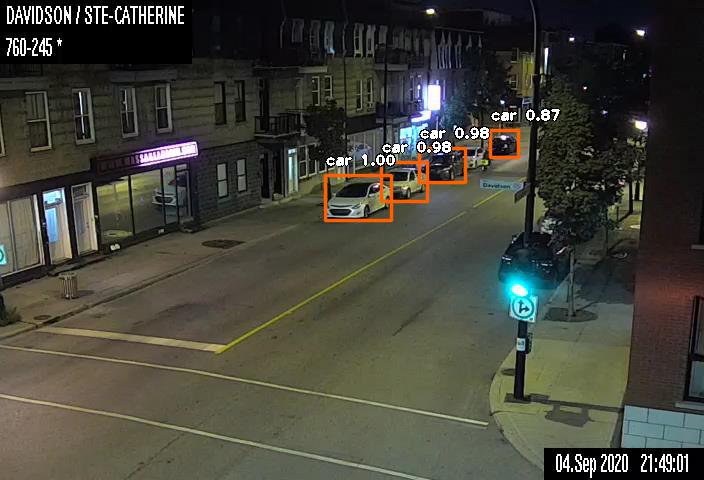 DAVIDSON / STE-CATHERINE
760-245 *
car 0.87
car 0.98
car 0.98
car 1.00
Davidson
04.Sep 2020 21:49:01